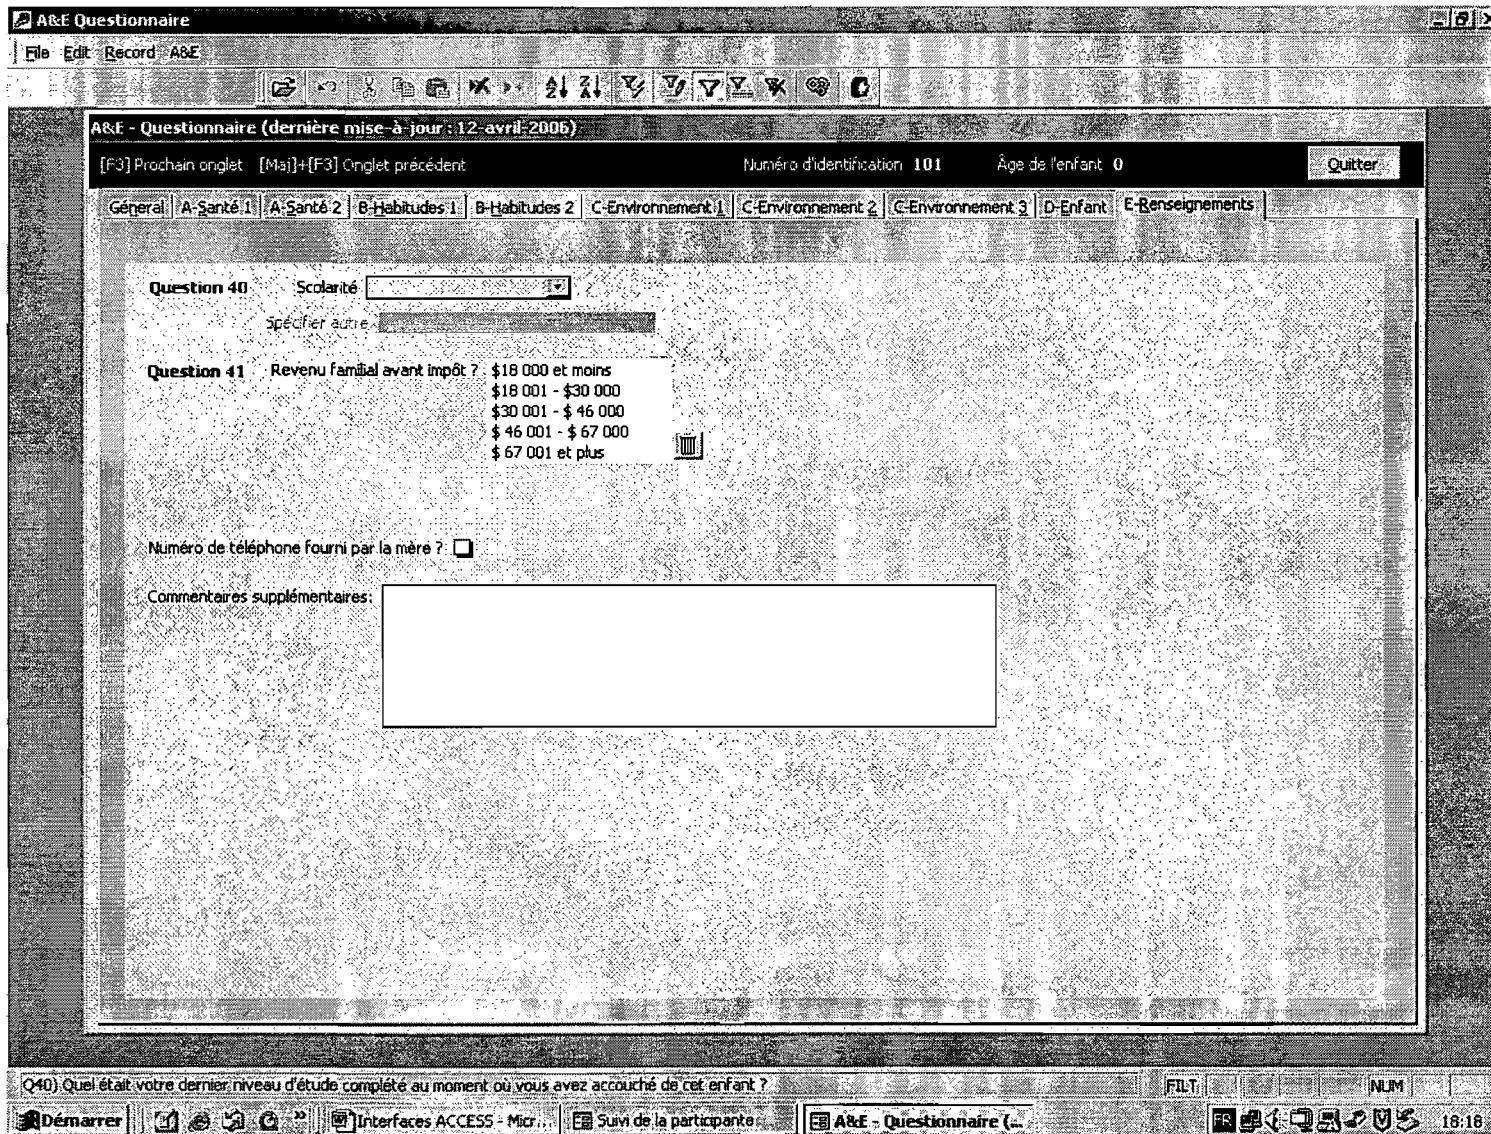 A&E Questionnaire
File Edit Record A&E
A&E - Questionnaire (dernière mise-à-jour : 12-avril-2006)
[F3] Prochain onglet [Maj]+[F3] Onglet précédent Numéro d'identification 101 Âge de l'enfant 0 Quitter
Général A-Santé 1 A-Santé 2 B-Habitudes 1 B-Habitudes 2 C-Environnement 1 C-Environnement 2 C-Environnement 3 D-Enfant E-Renseignements
Question 40 Scolarité
Spécifier autre
Question 41 Revenu familial avant impôt ? $18 000 et moins
$18 001 - $30 000
$30 001 - $ 46 000
$ 46 001 - $ 67 000
$ 67 001 et plus
Numéro de téléphone fourni par la mère ?
Commentaires supplémentaires:
Q40) Quel était votre dernier niveau d'étude complété au moment où vous avez accouché de cet enfant ? FILT NUM
Démarrer Interfaces ACCESS - Micr... Suivi de la participante A&E - Questionnaire (... FR 18:18